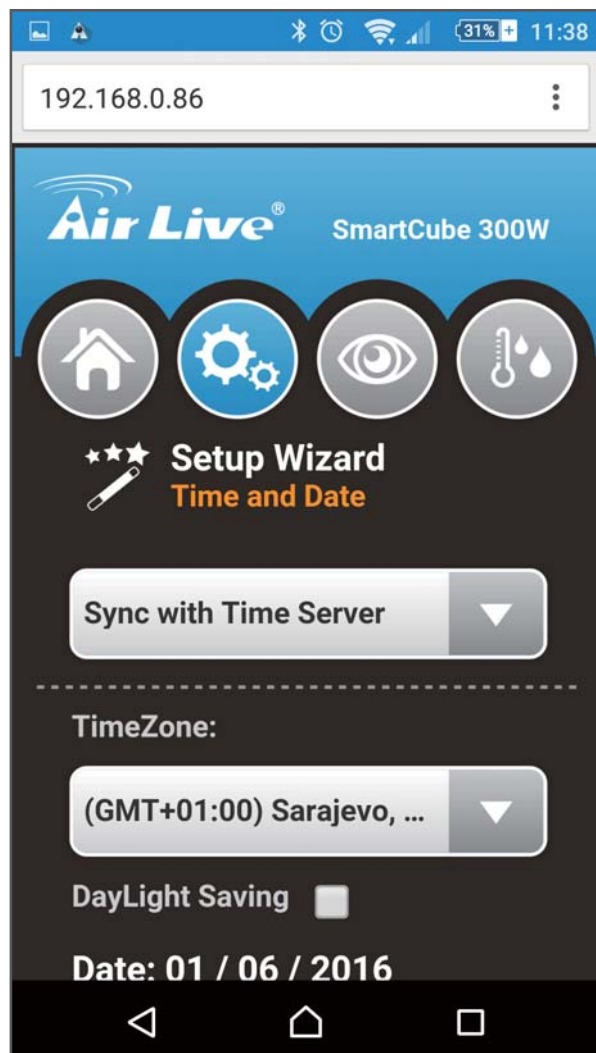 31% 11:38
192.168.0.86
Air Live® SmartCube 300W
Setup Wizard
Time and Date
Sync with Time Server
TimeZone:
(GMT+01:00) Sarajevo, ...
DayLight Saving
Date: 01 / 06 / 2016